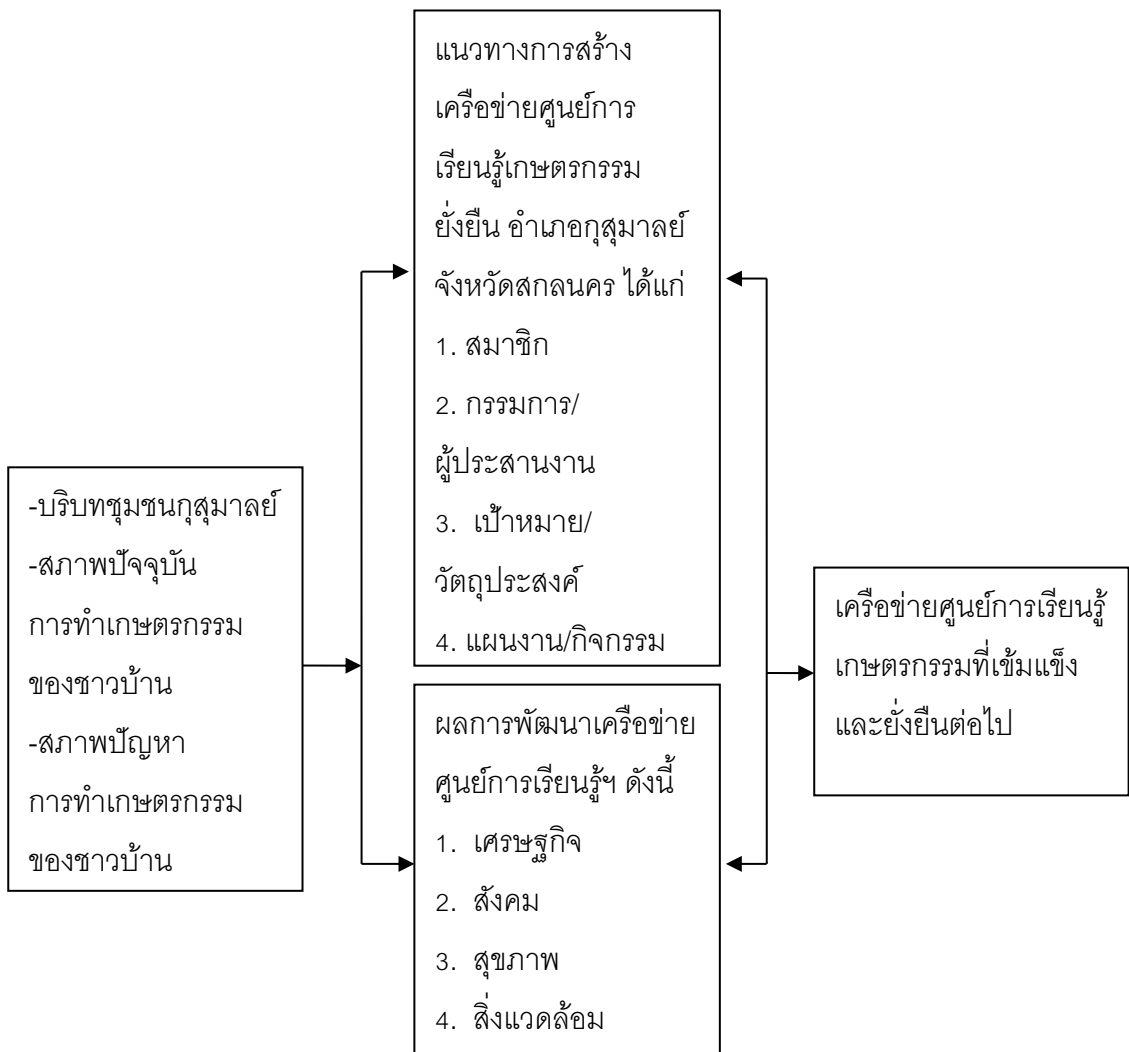 -บริบทชุมชนกุสุมาลย์
-สภาพปัจจุบัน
การทำเกษตรกรรม
ของชาวบ้าน
-สภาพปัญหา
การทำเกษตรกรรม
ของชาวบ้าน
แนวทางการสร้าง
เครือข่ายศูนย์การ
เรียนรู้เกษตรกรรม
ยั่งยืน อำเภอกุสุมาลย์
จังหวัดสกลนคร ได้แก่
1. สมาชิก
2. กรรมการ/
ผู้ประสานงาน
3. เป้าหมาย/
วัตถุประสงค์
4. แผนงาน/กิจกรรม
ผลการพัฒนาเครือข่าย
ศูนย์การเรียนรู้ฯ ดังนี้
1. เศรษฐกิจ
2. สังคม
3. สุขภาพ
4. สิ่งแวดล้อม
เครือข่ายศูนย์การเรียนรู้
เกษตรกรรมที่เข้มแข็ง
และยั่งยืนต่อไป